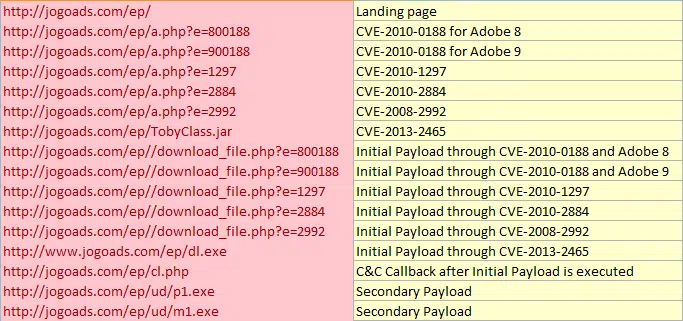 http://jogoads.com/ep/ Landing page
http://jogoads.com/ep/a.php?e=800188 CVE-2010-0188 for Adobe 8
http://jogoads.com/ep/a.php?e=900188 CVE-2010-0188 for Adobe 9
http://jogoads.com/ep/a.php?e=1297 CVE-2010-1297
http://jogoads.com/ep/a.php?e=2884 CVE-2010-2884
http://jogoads.com/ep/a.php?e=2992 CVE-2008-2992
http://jogoads.com/ep/TobyClass.jar CVE-2013-2465
http://jogoads.com/ep//download_file.php?e=800188 Initial Payload through CVE-2010-0188 and Adobe 8
http://jogoads.com/ep//download_file.php?e=900188 Initial Payload through CVE-2010-0188 and Adobe 9
http://jogoads.com/ep//download_file.php?e=1297 Initial Payload through CVE-2010-1297
http://jogoads.com/ep//download_file.php?e=2884 Initial Payload through CVE-2010-2884
http://jogoads.com/ep//download_file.php?e=2992 Initial Payload through CVE-2008-2992
http://www.jogoads.com/ep/dl.exe Initial Payload through CVE-2013-2465
http://jogoads.com/ep/cl.php C&C Callback after Initial Payload is executed
http://jogoads.com/ep/ud/p1.exe Secondary Payload
http://jogoads.com/ep/ud/m1.exe Secondary Payload